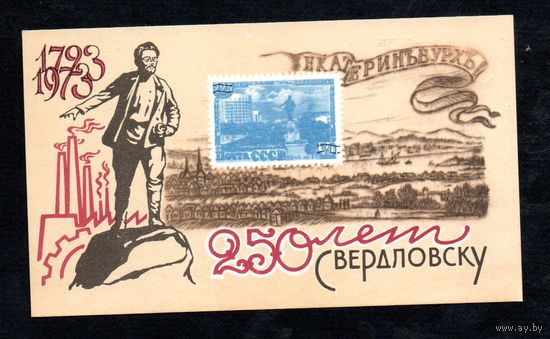 1723
1973
ЕКАТЕРИНЪБУРХЪ
ПОЧТА СССР
250 лет
Свердловску
www.ay.by